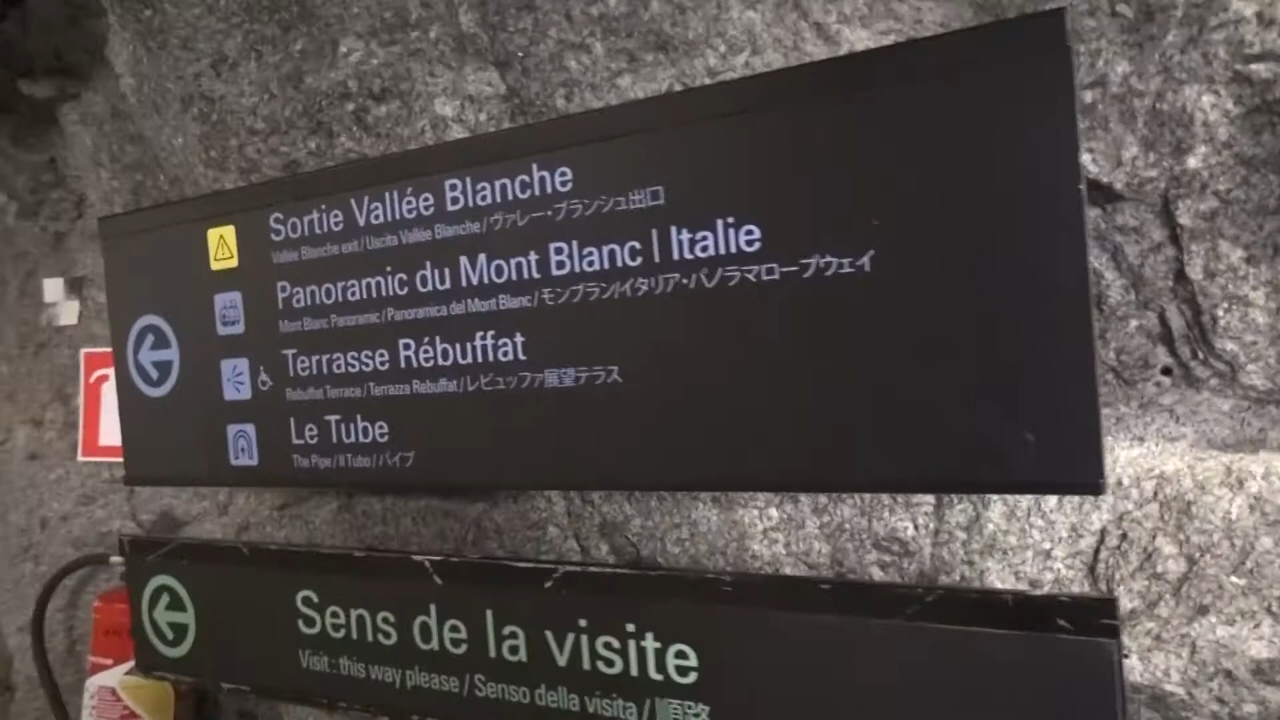 Sortie Vallée Blanche
Vallée Blanche exit / Uscita Vallée Blanche / ヴァレー・ブランシュ出口
Panoramic du Mont Blanc | Italie
Mont Blanc Panoramic / Panoramica del Mont Blanc / モンブラン/イタリア・パノラマロープウェイ
Terrasse Rébuffat
Rebuffat Terrace / Terrazza Rebuffat / レビュッファ展望テラス
Le Tube
The Pipe / Il Tubo / パイプ
Sens de la visite
Visit : this way please / Senso della visita / 順路